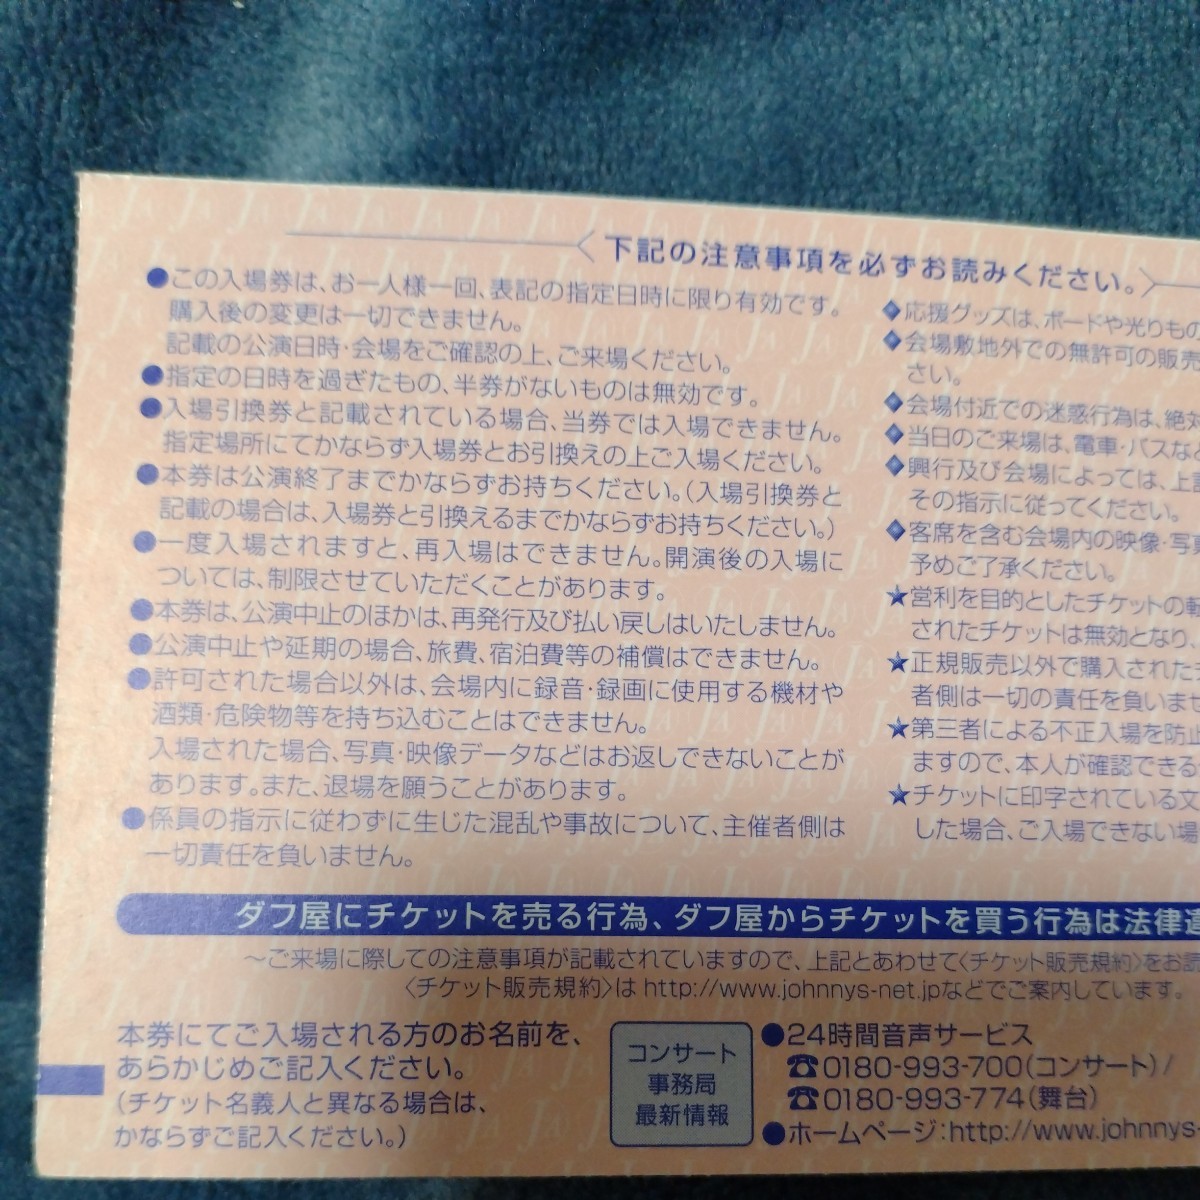 下記の注意事項を必ずお読みください。
●この入場券は、お一人様一回、表記の指定日時に限り有効です。
購入後の変更は一切できません。
記載の公演日時・会場をご確認の上、ご来場ください。
●指定の日時を過ぎたもの、半券がないものは無効です。
●入場引換券と記載されている場合、当券では入場できません。
指定場所にてかならず入場券とお引換えの上ご入場ください。
●本券は公演終了までかならずお持ちください。(入場引換券と
記載の場合は、入場券と引換えるまでかならずお持ちください。)
●一度入場されますと、再入場はできません。開演後の入場に
ついては、制限させていただくことがあります。
●本券は、公演中止のほかは、再発行及び払い戻しはいたしません。
●公演中止や延期の場合、旅費、宿泊費等の補償はできません。
●許可された場合以外は、会場内に録音・録画に使用する機材や
酒類・危険物等を持ち込むことはできません。
入場された場合、写真・映像データなどはお返しできないことが
あります。また、退場を願うことがあります。
●係員の指示に従わずに生じた混乱や事故について、主催者側は
一切責任を負いません。
◆応援グッズは、ボードや光りもの
◆会場敷地外での無許可の販売
さい。
◆会場付近での迷惑行為は、絶対
◆当日のご来場は、電車・バスなど
◆興行及び会場によっては、上記
その指示に従ってください。
◆客席を含む会場内の映像・写真
予めご了承ください。
★営利を目的としたチケットの転
されたチケットは無効となり、
★正規販売以外で購入されたチ
者側は一切の責任を負いませ
★第三者による不正入場を防止
ますので、本人が確認できる
★チケットに印字されている文
した場合、ご入場できない場
ダフ屋にチケットを売る行為、ダフ屋からチケットを買う行為は法律違
～ご来場に際しての注意事項が記載されていますので、上記とあわせて〈チケット販売規約〉をお読
〈チケット販売規約〉は http://www.johnnys-net.jpなどでご案内しています。
本券にてご入場される方のお名前を、
あらかじめご記入ください。
(チケット名義人と異なる場合は、
かならずご記入ください。)
コンサート
事務局
最新情報
●24時間音声サービス
☎0180-993-700(コンサート)/
☎0180-993-774(舞台)
●ホームページ:http://www.johnnys-